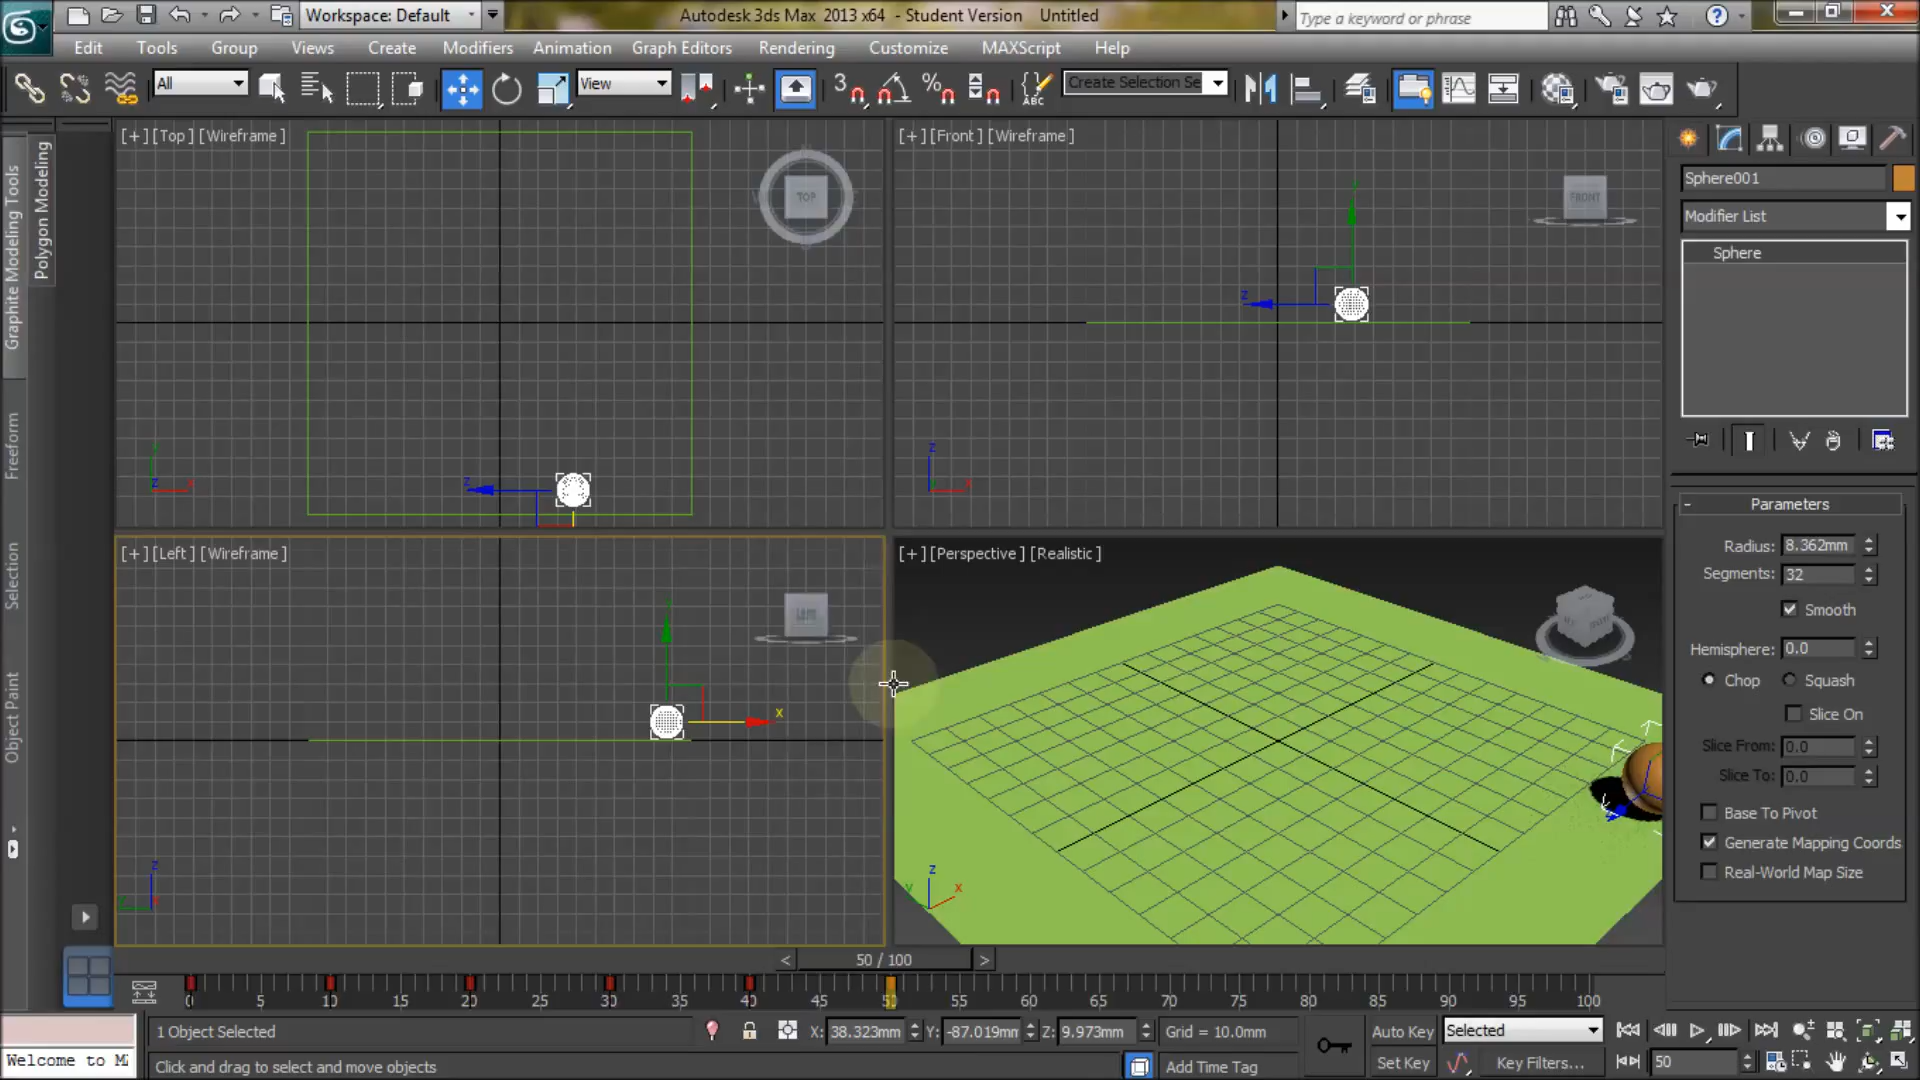 Workspace: Default
Autodesk 3ds Max 2013 x64 - Student Version Untitled
Type a keyword or phrase
Edit Tools Group Views Create Modifiers Animation Graph Editors Rendering Customize MAXScript Help
All
View
3
%
ABC
Create Selection Se
Graphite Modeling Tools
Polygon Modeling
Freeform
Selection
Object Paint
[+] [Top] [Wireframe]
TOP
[+] [Front] [Wireframe]
FRONT
[+] [Left] [Wireframe]
[+] [Perspective] [Realistic]
Sphere001
Modifier List
Sphere
Parameters
Radius: 8.362mm
Segments: 32
Smooth
Hemisphere: 0.0
Chop Squash
Slice On
Slice From: 0.0
Slice To: 0.0
Base To Pivot
Generate Mapping Coords
Real-World Map Size
< 50 / 100 >
0 5 10 15 20 25 30 35 40 45 50 55 60 65 70 75 80 85 90 95 100
1 Object Selected
X: 38.323mm Y: -87.019mm Z: 9.973mm Grid = 10.0mm
Auto Key Selected
Welcome to
Click and drag to select and move objects
Add Time Tag
Set Key Key Filters... 50